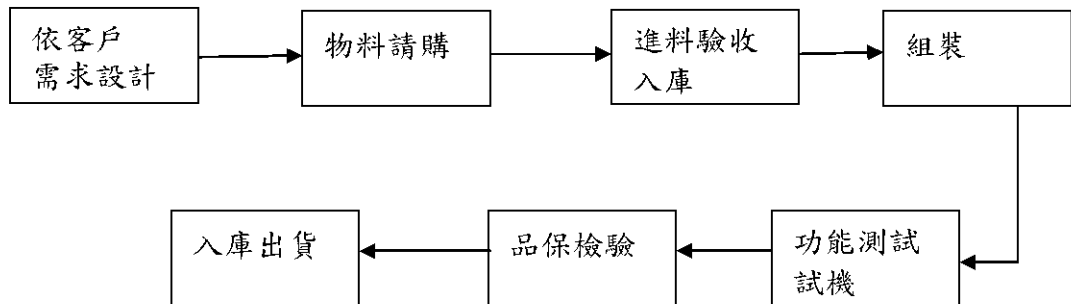 依客戶
需求設計
物料請購
進料驗收
入庫
組裝
功能測試
試機
品保檢驗
入庫出貨